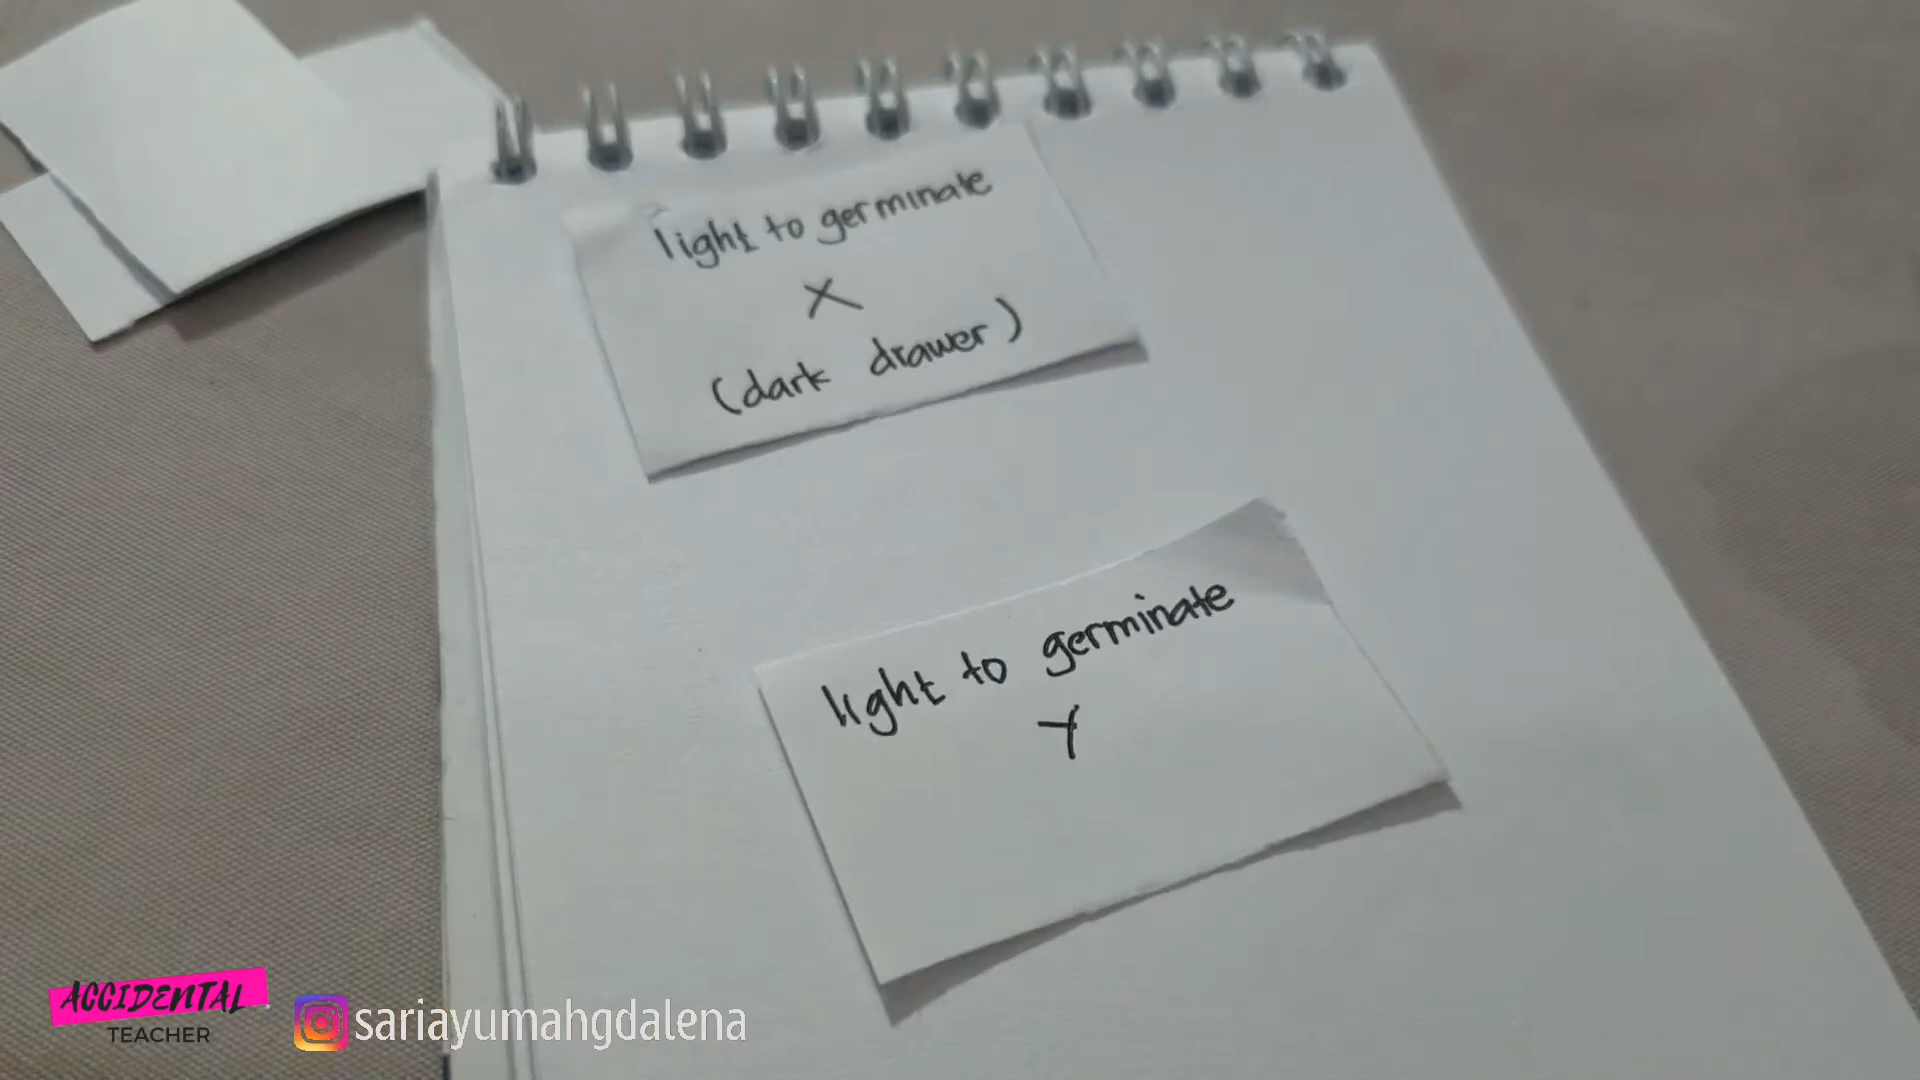 light to germinate
X
(dark drawer)
light to germinate
Y
ACCIDENTAL
TEACHER
sariayumahgdalena